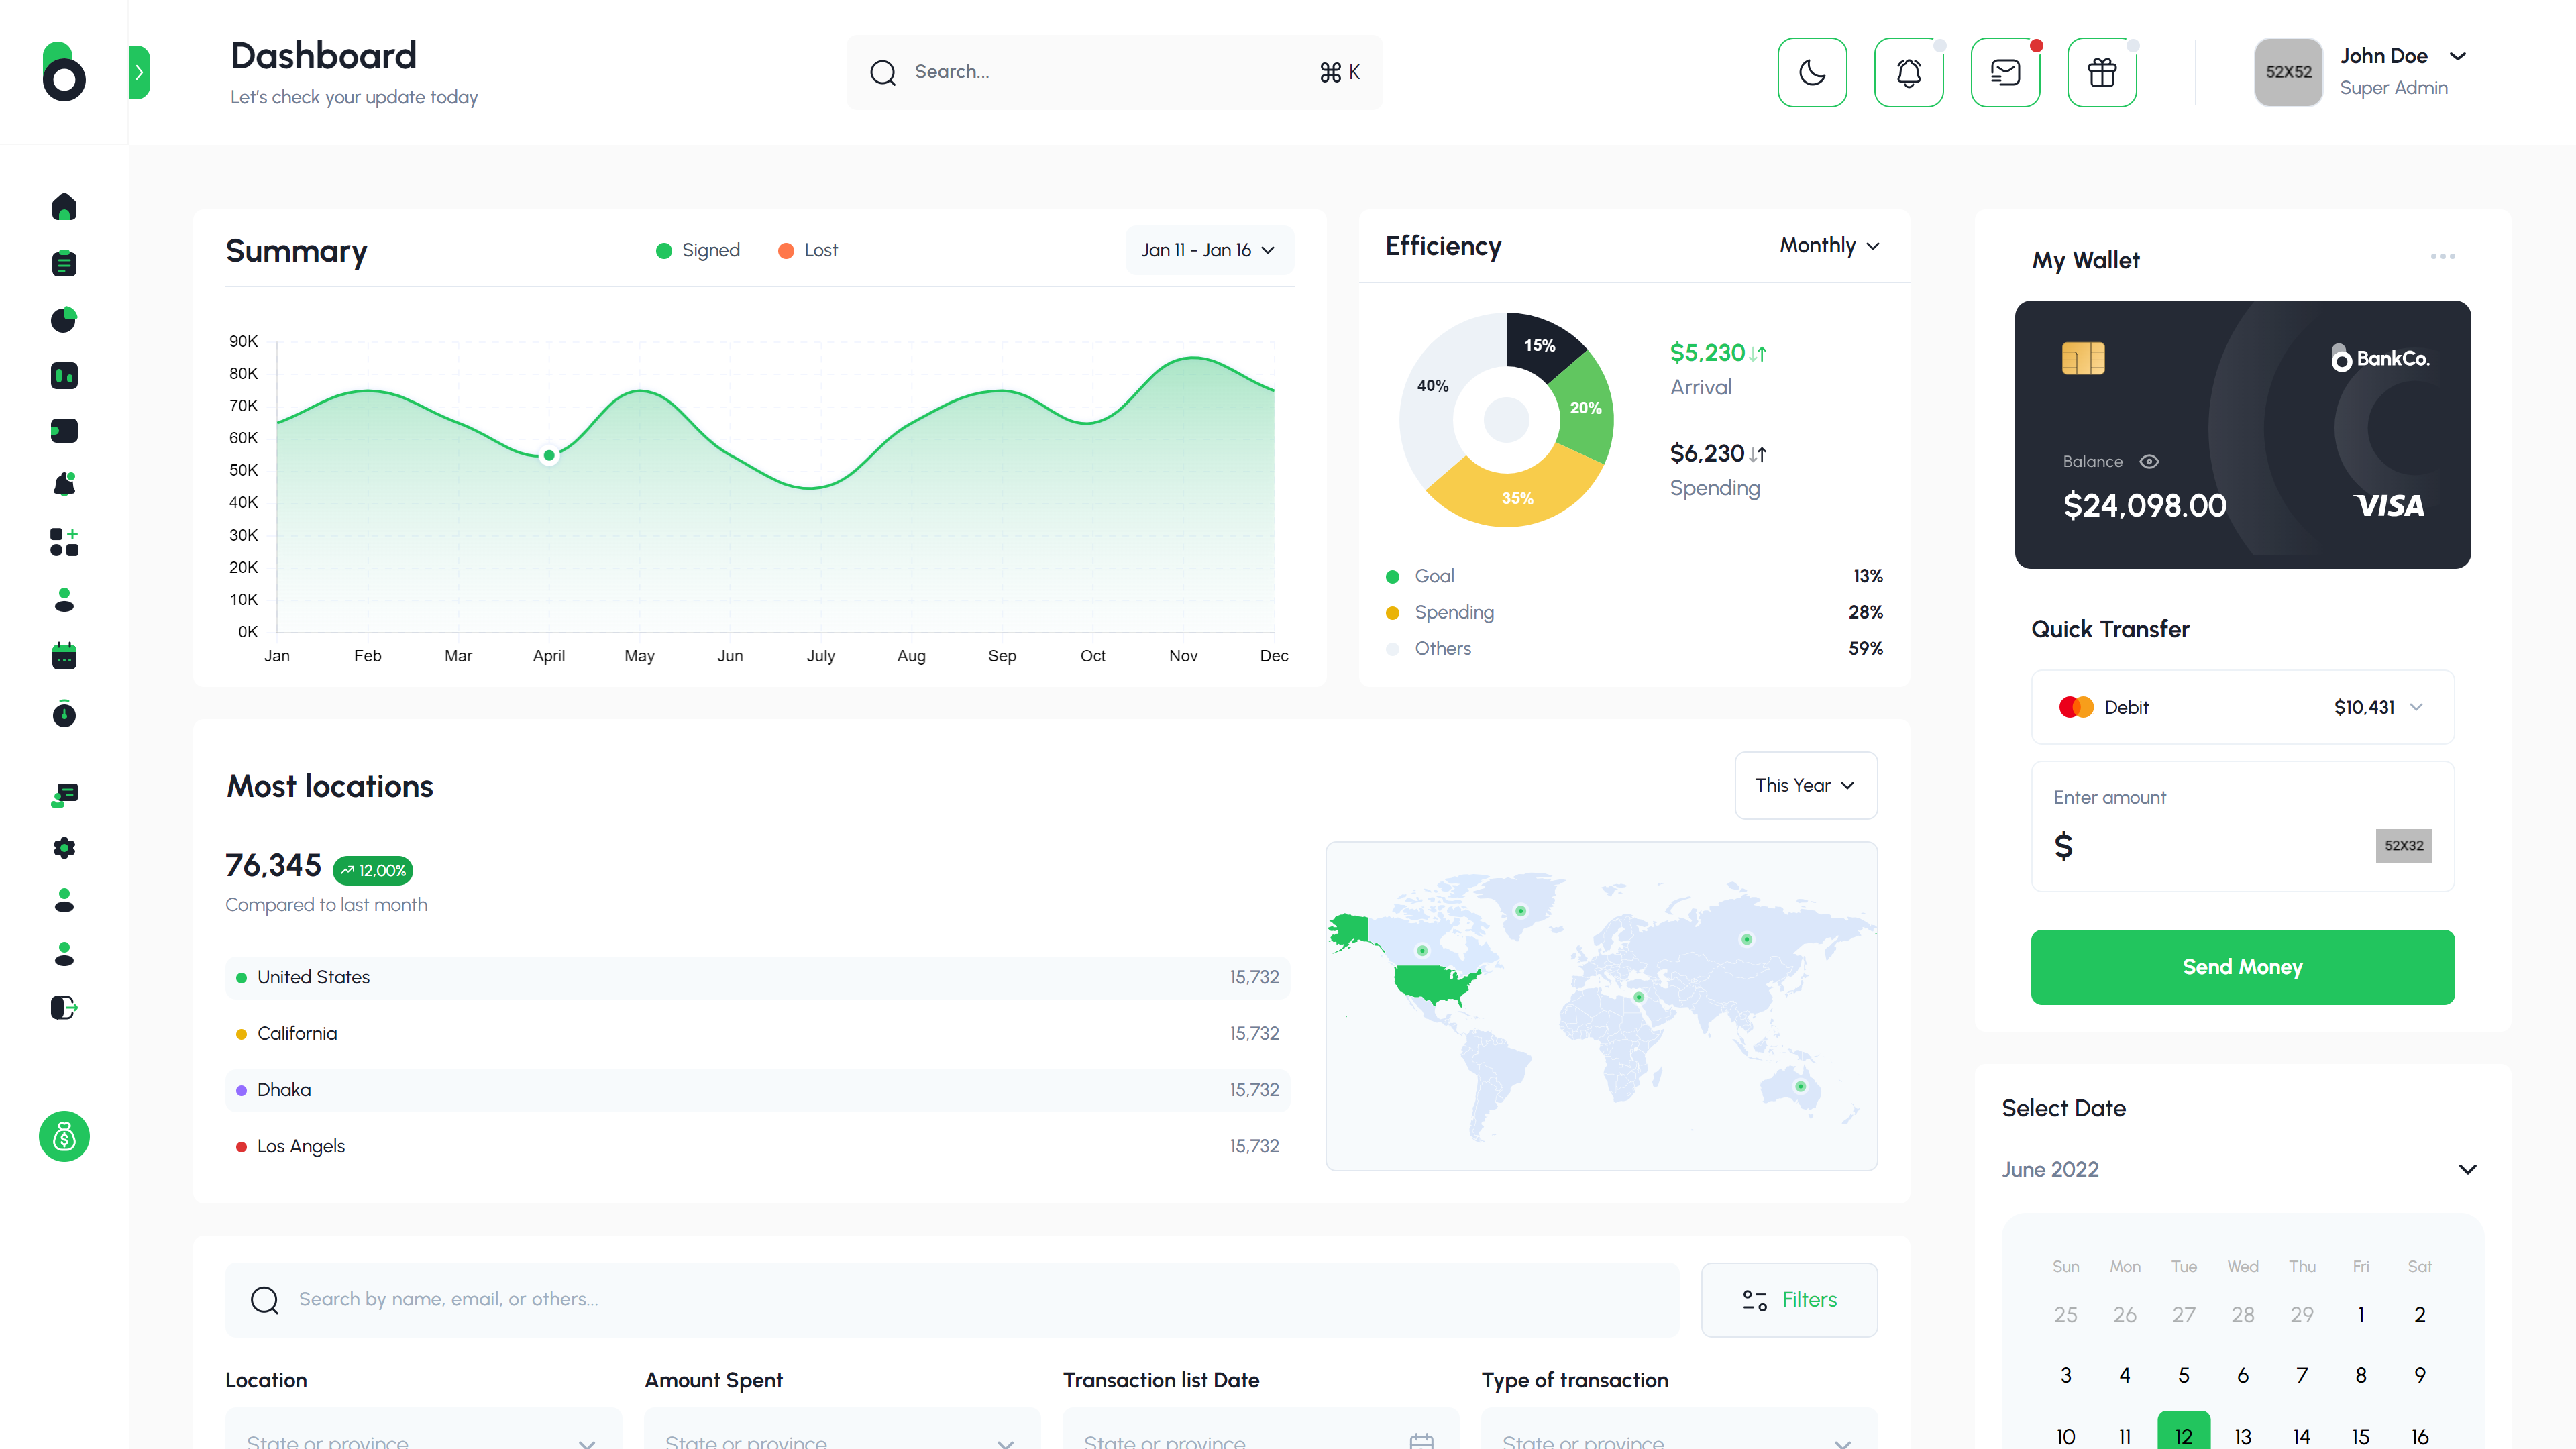 Dashboard
Let's check your update today
Search...
⌘ K
52X52
John Doe
Super Admin
Summary
Signed
Lost
Jan 11 - Jan 16
90K
80K
70K
60K
50K
40K
30K
20K
10K
0K
Jan Feb Mar April May Jun July Aug Sep Oct Nov Dec
Efficiency
Monthly
15%
20%
35%
40%
$5,230
Arrival
$6,230
Spending
Goal 13%
Spending 28%
Others 59%
My Wallet
BankCo.
Balance
$24,098.00
VISA
Quick Transfer
Debit $10,431
Enter amount
$
52X32
Send Money
Most locations
This Year
76,345 12,00%
Compared to last month
United States 15,732
California 15,732
Dhaka 15,732
Los Angels 15,732
Select Date
June 2022
Sun Mon Tue Wed Thu Fri Sat
25 26 27 28 29 1 2
3 4 5 6 7 8 9
10 11 12 13 14 15 16
Search by name, email, or others...
Filters
Location
State or province
Amount Spent
State or province
Transaction list Date
State or province
Type of transaction
State or province